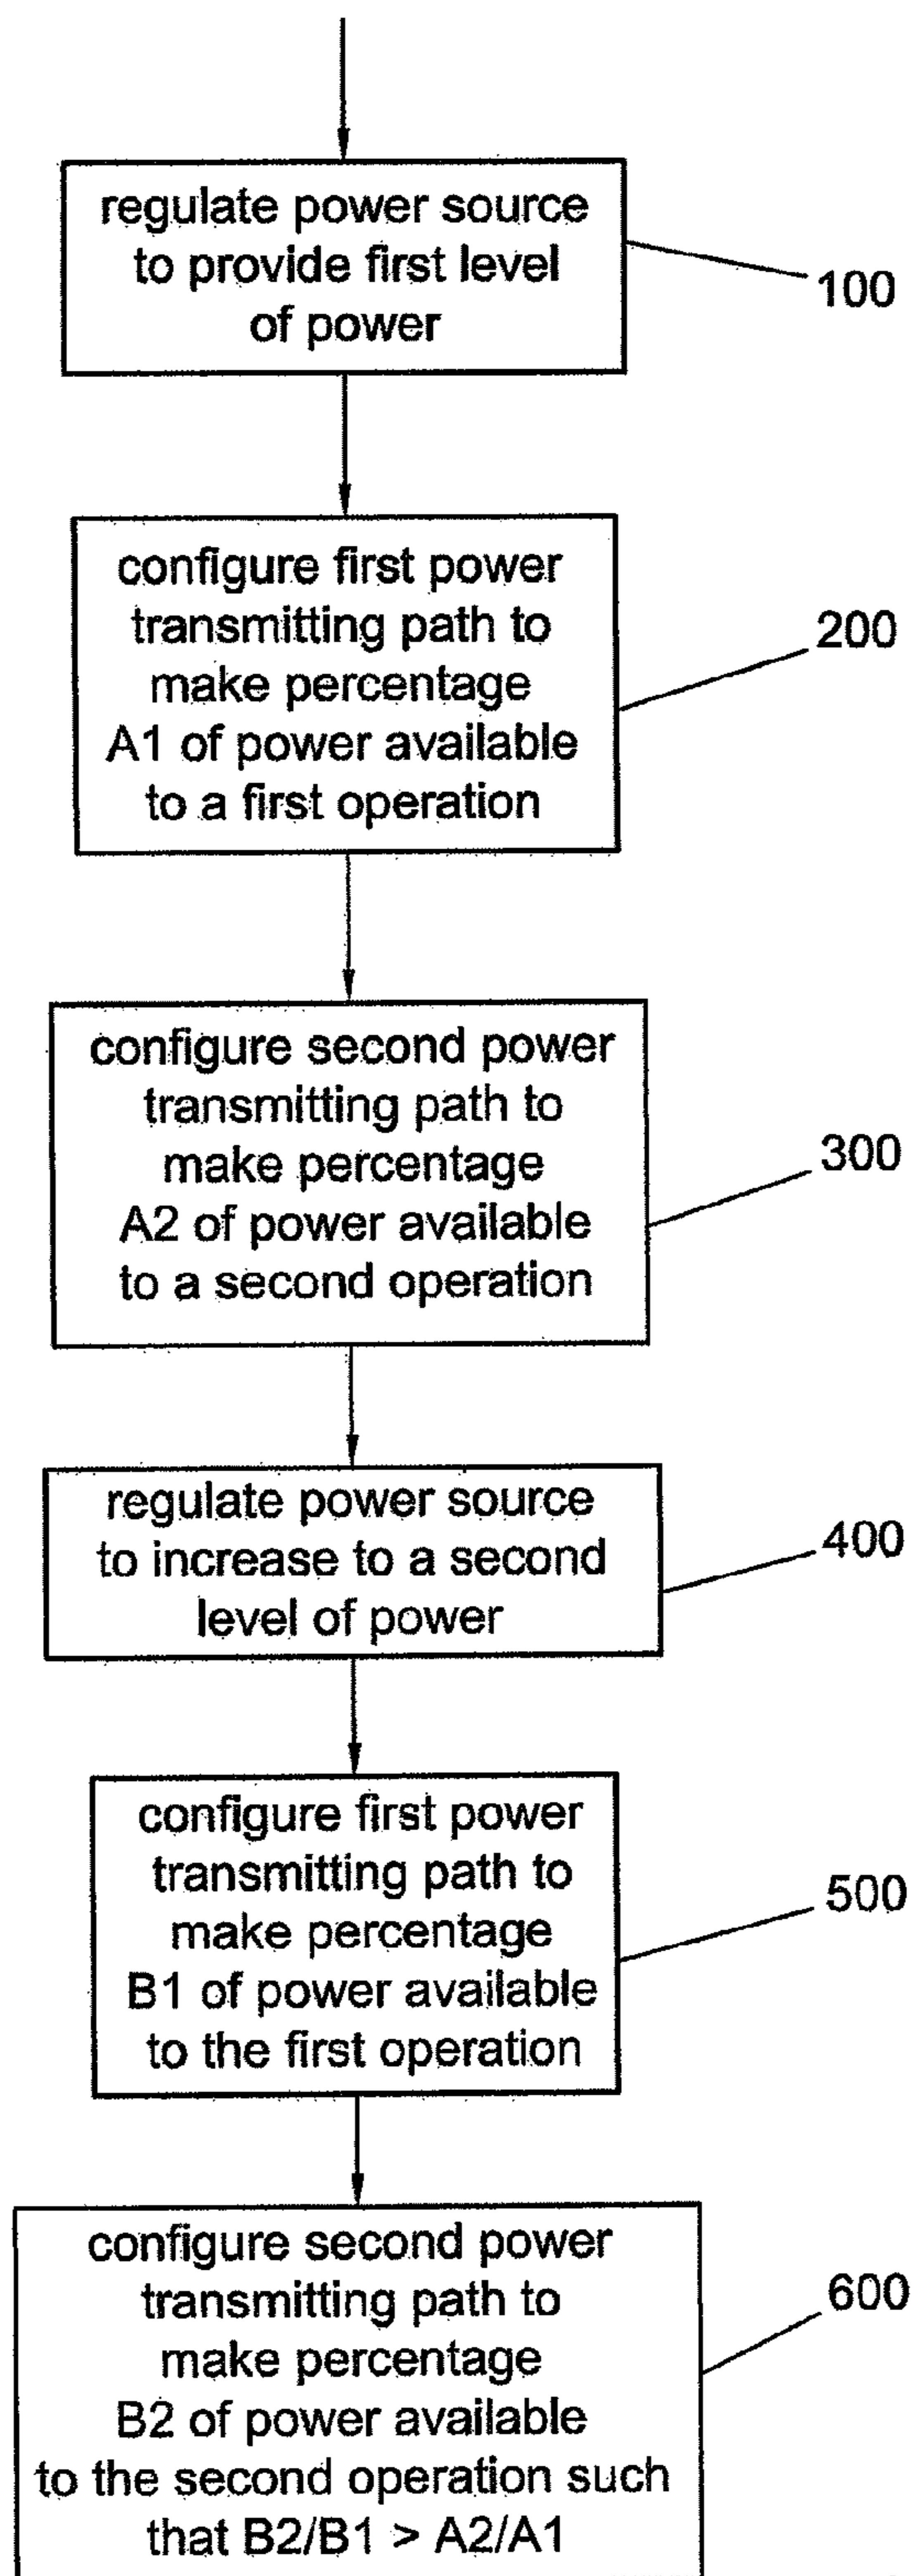 regulate power source
to provide first level
of power
100
configure first power
transmitting path to
make percentage
A1 of power available
to a first operation
200
configure second power
transmitting path to
make percentage
A2 of power available
to a second operation
300
regulate power source
to increase to a second
level of power
400
configure first power
transmitting path to
make percentage
B1 of power available
to the first operation
500
configure second power
transmitting path to
make percentage
B2 of power available
to the second operation such
that B2/B1 > A2/A1
600